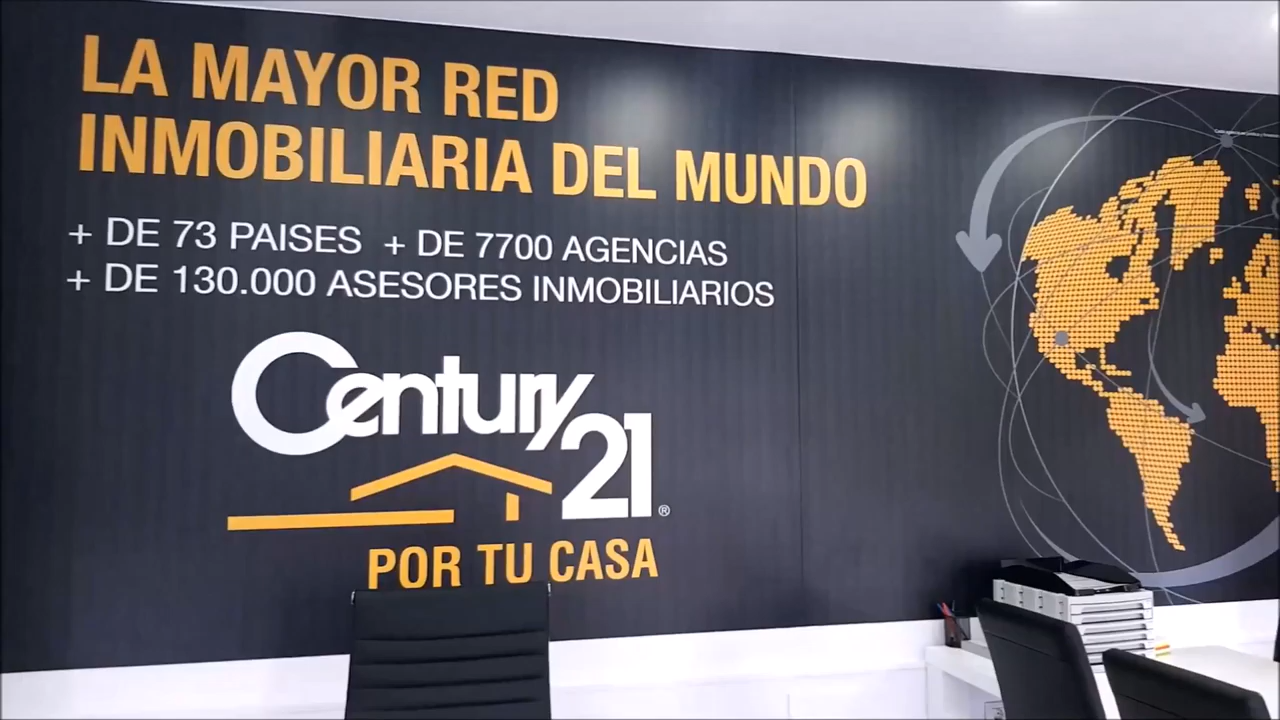 LA MAYOR RED
INMOBILIARIA DEL MUNDO
+ DE 73 PAISES + DE 7700 AGENCIAS
+ DE 130.000 ASESORES INMOBILIARIOS
Century
21®
POR TU CASA